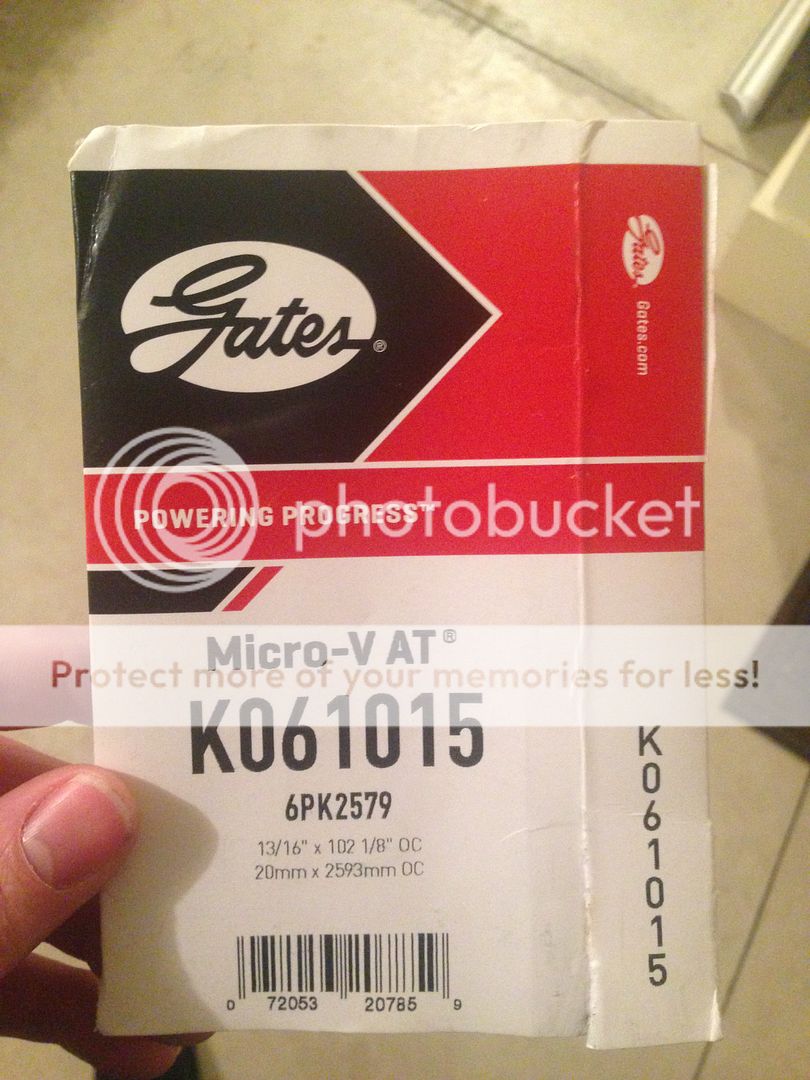 Gates®
Gates
Gates.com
POWERING PROGRESS™
photobucket
Micro-V AT®
Protect more of your memories for less!
K061015
K061015
6PK2579
13/16" x 102 1/8" OC
20mm x 2593mm OC
0 72053 20785 9